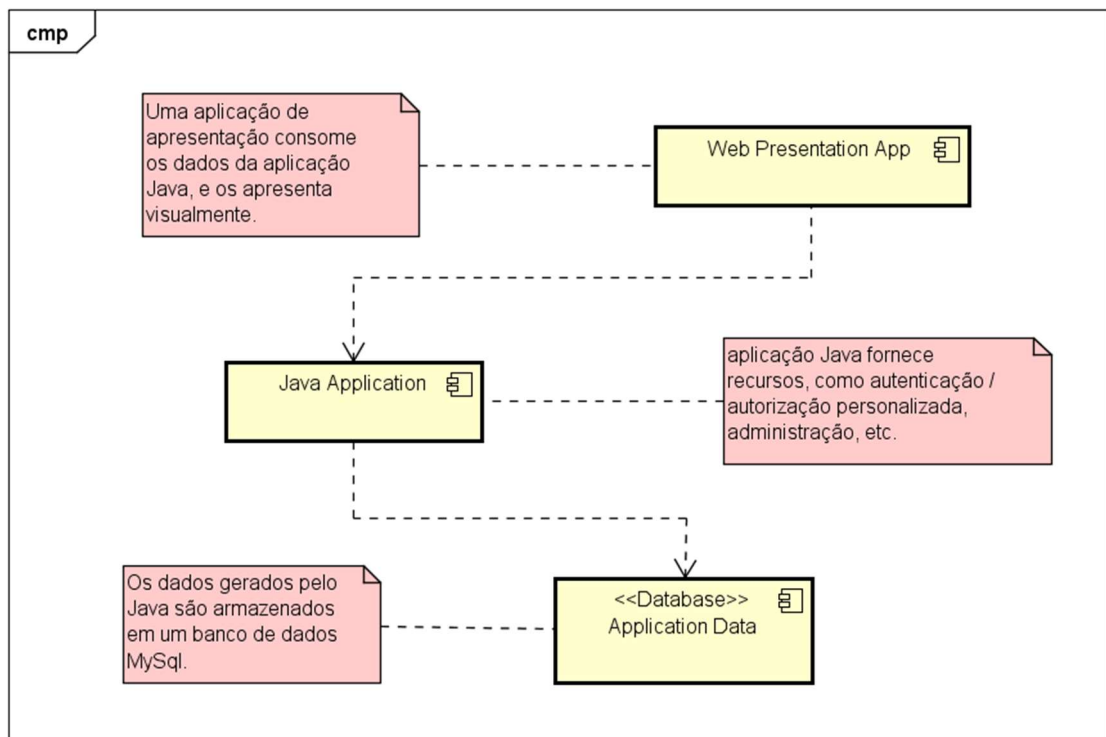 cmp
Uma aplicação de
apresentação consome
os dados da aplicação
Java, e os apresenta
visualmente.
Web Presentation App
Java Application
aplicação Java fornece
recursos, como autenticação /
autorização personalizada,
administração, etc.
Os dados gerados pelo
Java são armazenados
em um banco de dados
MySql.
<<Database>>
Application Data